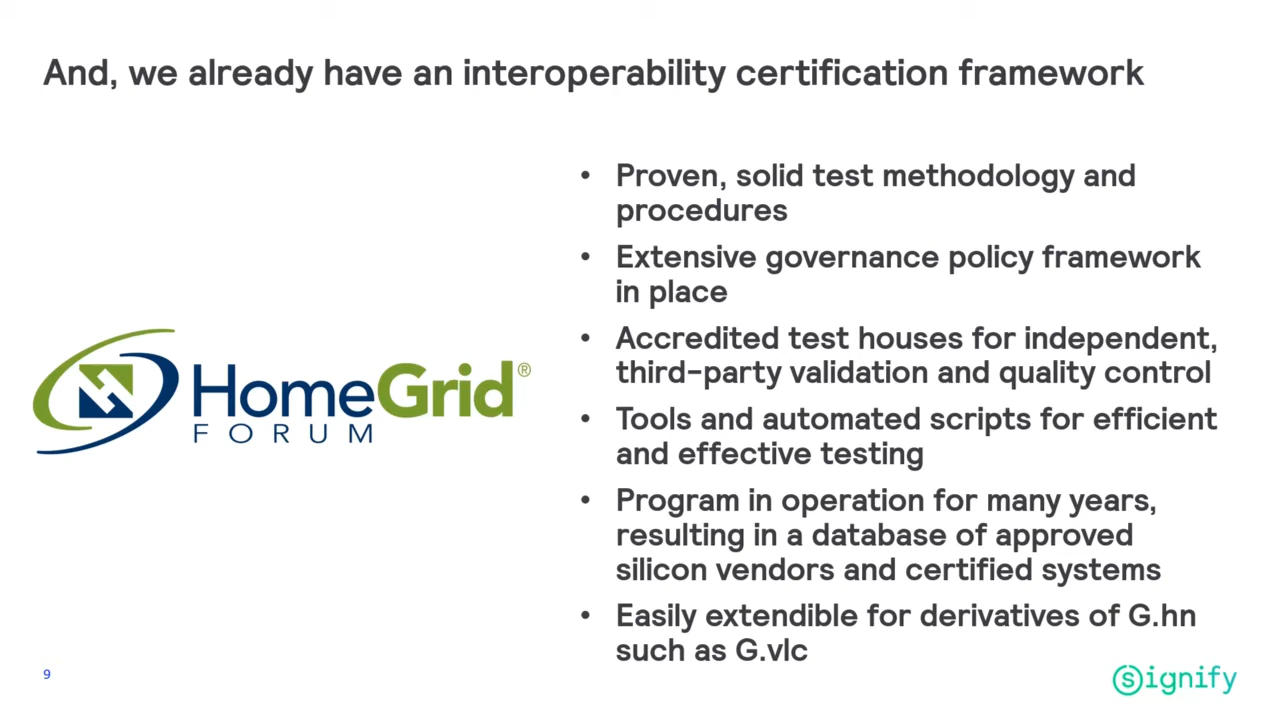 And, we already have an interoperability certification framework
• Proven, solid test methodology and
procedures
• Extensive governance policy framework
in place
• Accredited test houses for independent,
third-party validation and quality control
• Tools and automated scripts for efficient
and effective testing
• Program in operation for many years,
resulting in a database of approved
silicon vendors and certified systems
• Easily extendible for derivatives of G.hn
such as G.vlc
HomeGrid®
FORUM
9
signify